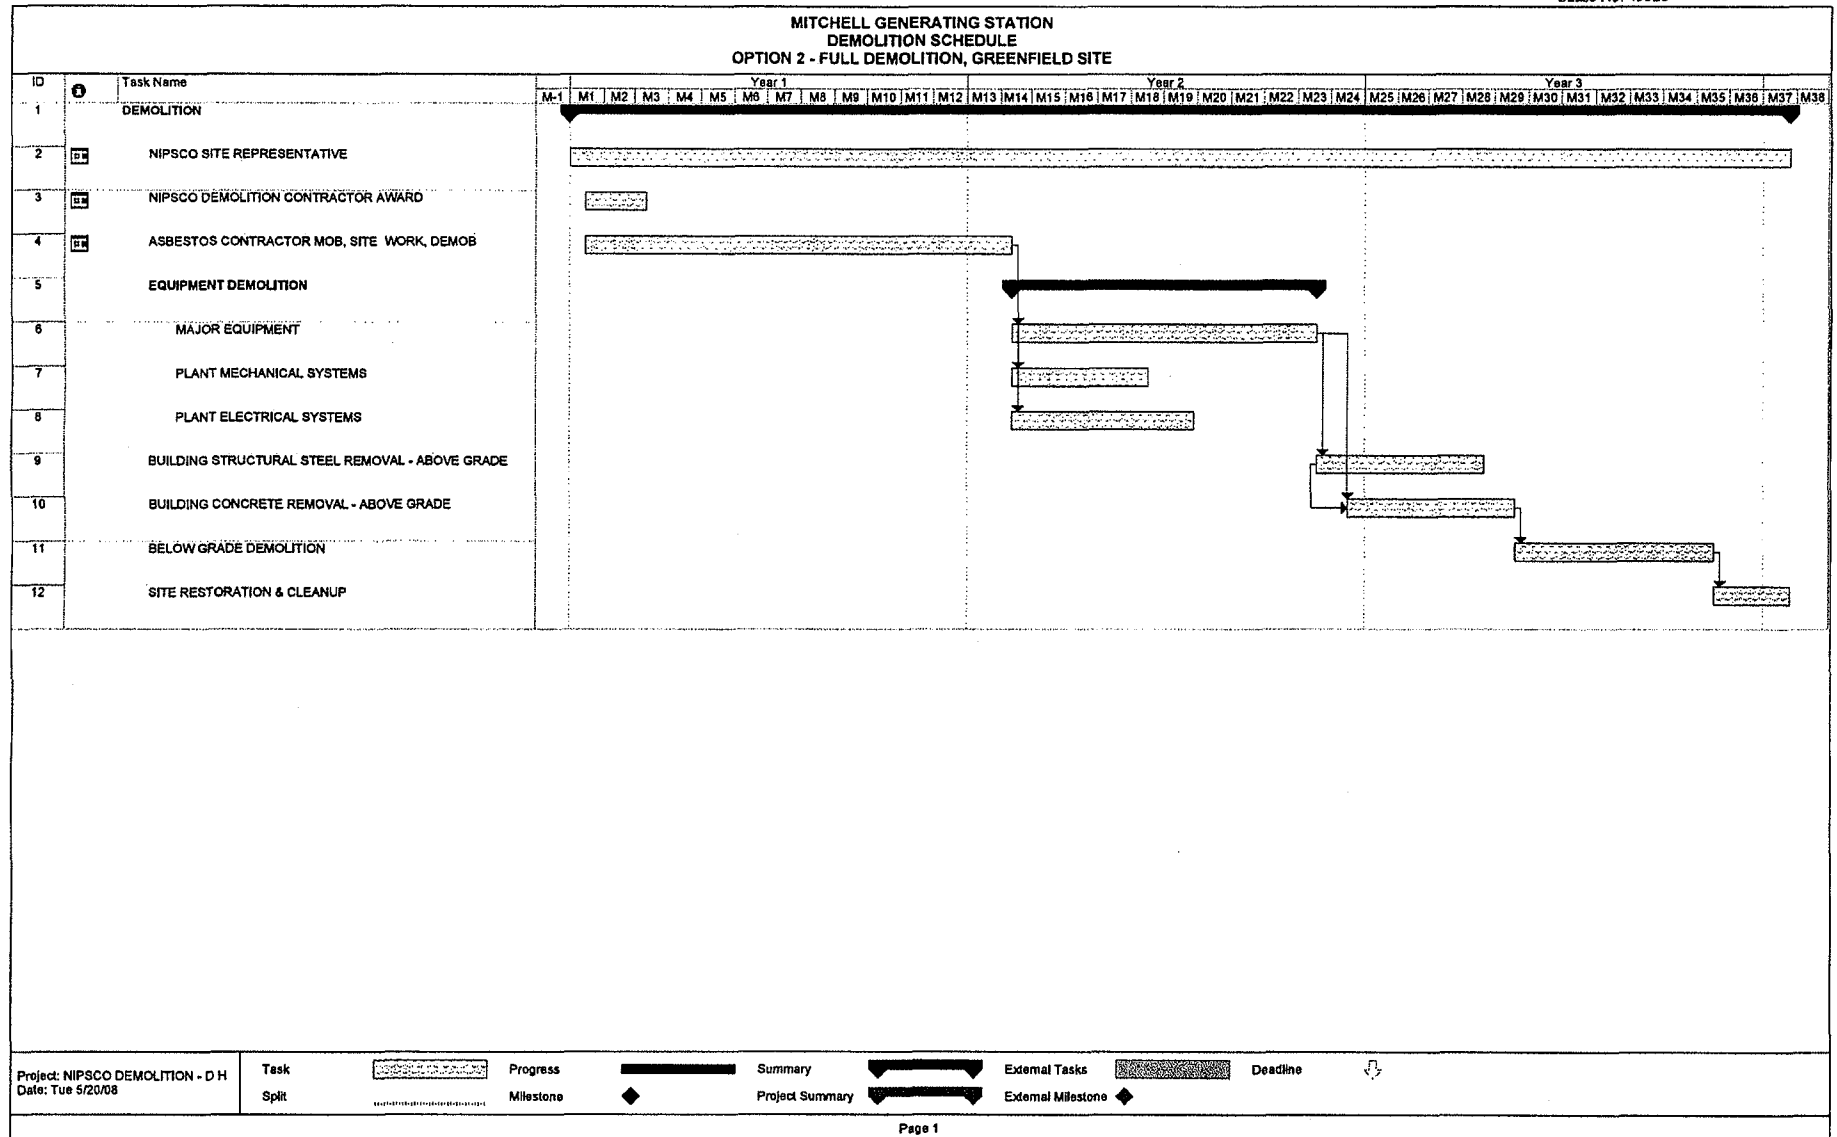 MITCHELL GENERATING STATION
DEMOLITION SCHEDULE
OPTION 2 - FULL DEMOLITION, GREENFIELD SITE
ID Task Name Year 1 Year 2 Year 3
M-1 M1 M2 M3 M4 M5 M6 M7 M8 M9 M10 M11 M12 M13 M14 M15 M16 M17 M18 M19 M20 M21 M22 M23 M24 M25 M26 M27 M28 M29 M30 M31 M32 M33 M34 M35 M36 M37 M38
1 DEMOLITION
2 NIPSCO SITE REPRESENTATIVE
3 NIPSCO DEMOLITION CONTRACTOR AWARD
4 ASBESTOS CONTRACTOR MOB, SITE WORK, DEMOB
5 EQUIPMENT DEMOLITION
6 MAJOR EQUIPMENT
7 PLANT MECHANICAL SYSTEMS
8 PLANT ELECTRICAL SYSTEMS
9 BUILDING STRUCTURAL STEEL REMOVAL - ABOVE GRADE
10 BUILDING CONCRETE REMOVAL - ABOVE GRADE
11 BELOW GRADE DEMOLITION
12 SITE RESTORATION & CLEANUP
Project: NIPSCO DEMOLITION - D H
Date: Tue 5/20/08
Task Progress Summary External Tasks Deadline
Split Milestone Project Summary External Milestone
Page 1